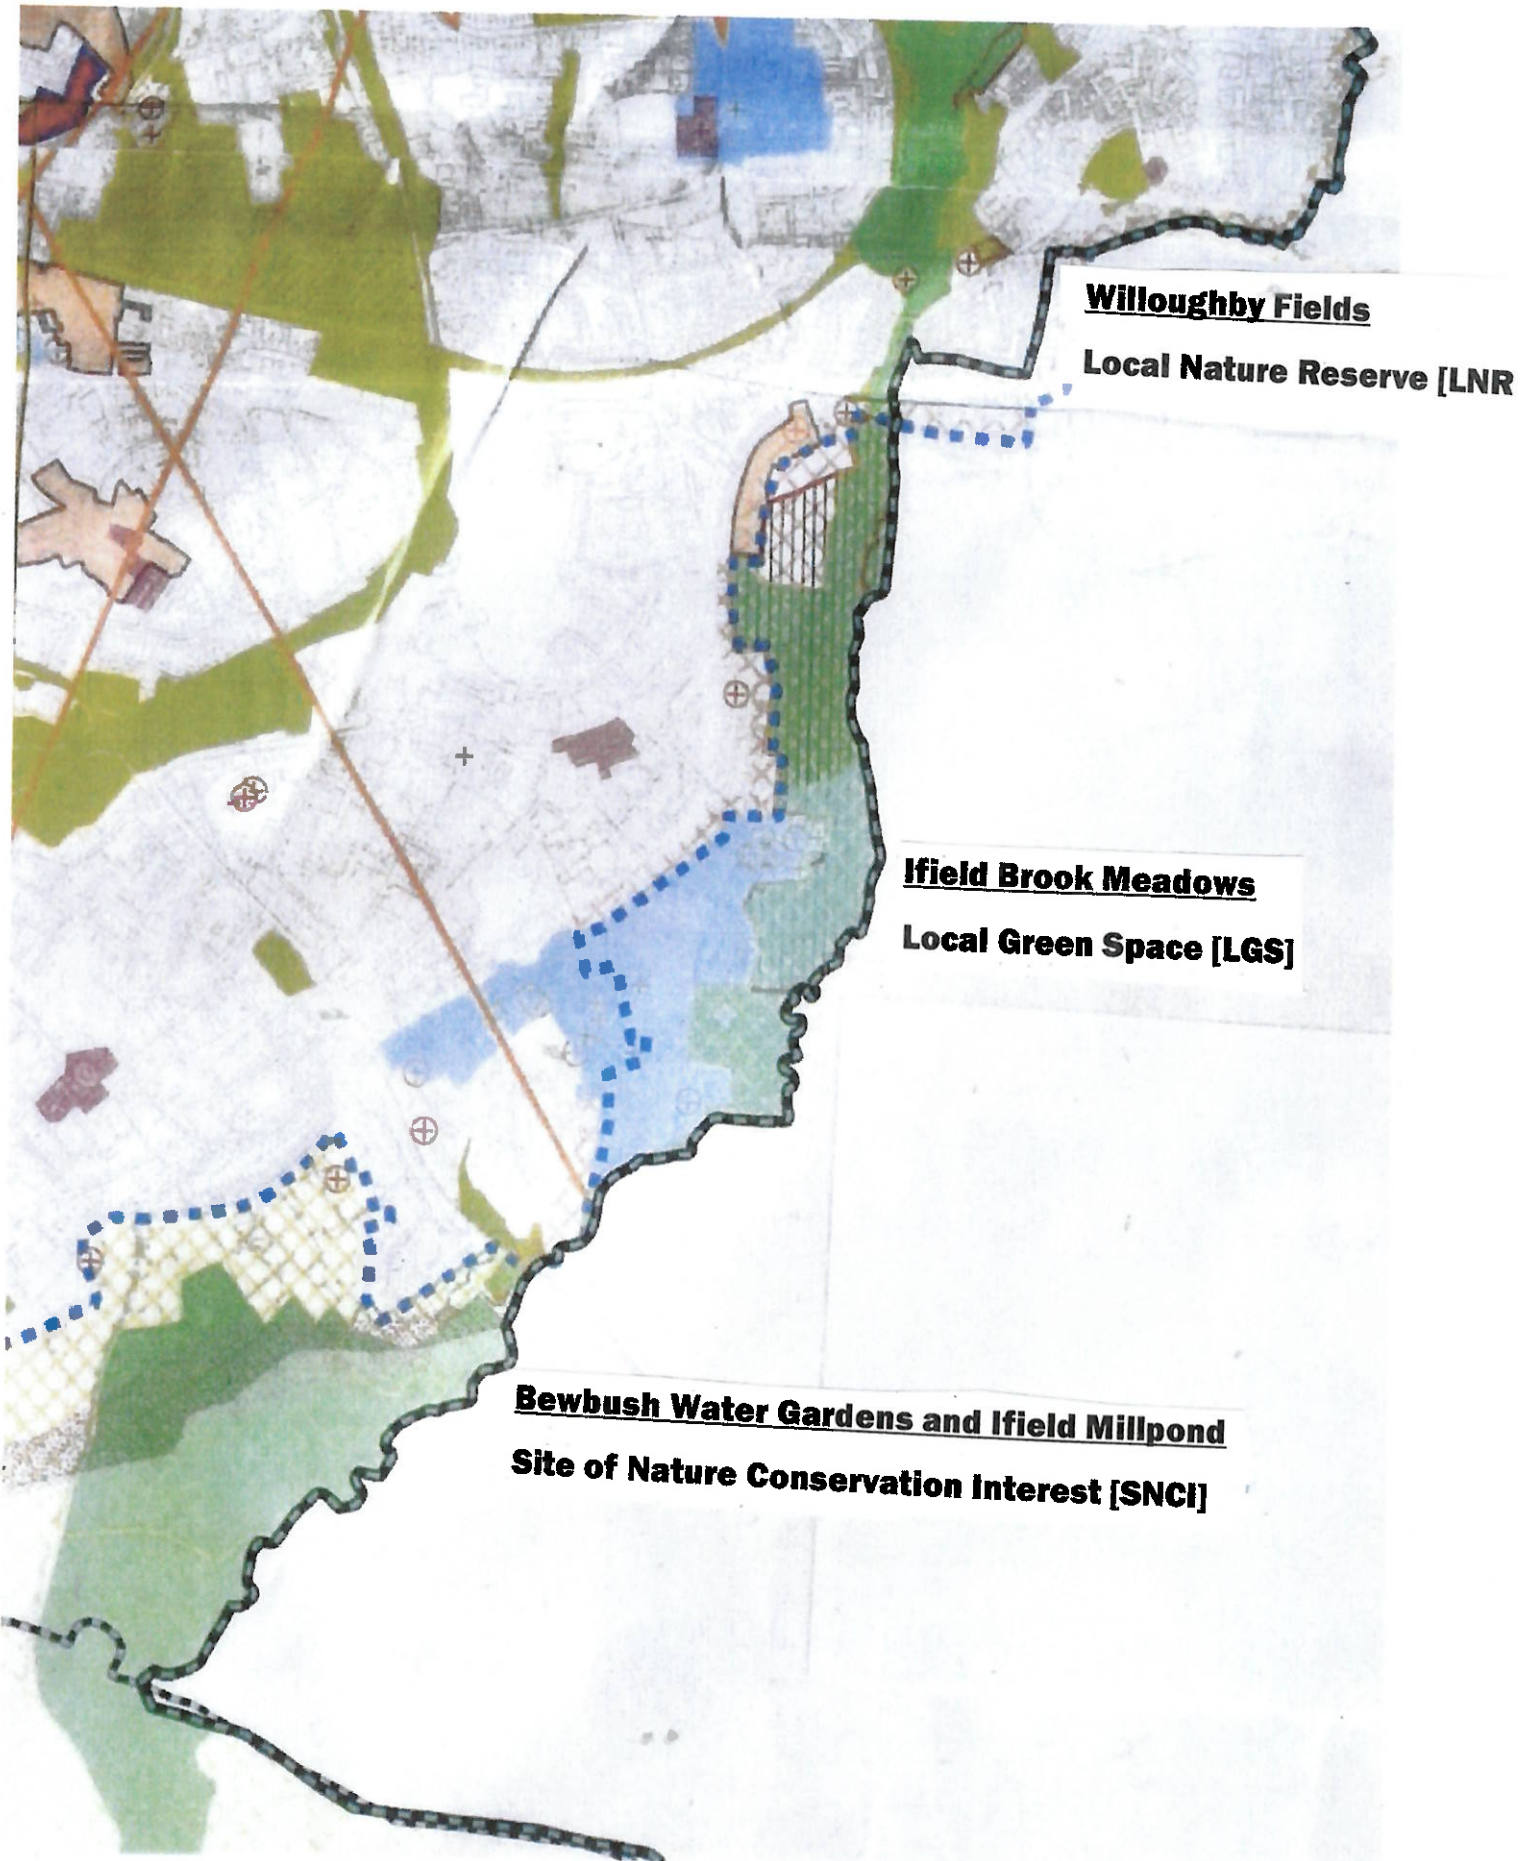 Willoughby Fields
Local Nature Reserve [LNR
Ifield Brook Meadows
Local Green Space [LGS]
Bewbush Water Gardens and Ifield Millpond
Site of Nature Conservation Interest [SNCI]